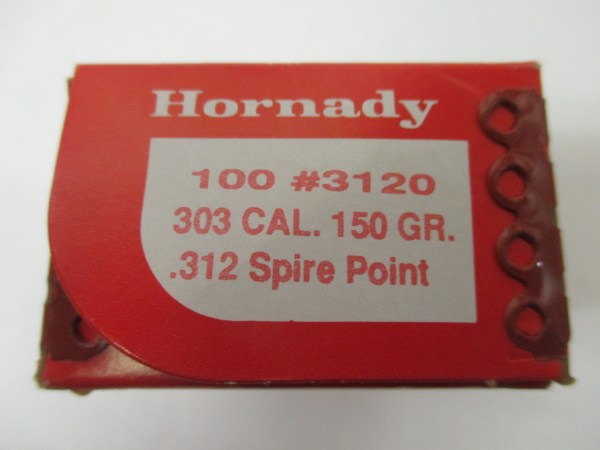 Hornady
100 #3120
303 CAL. 150 GR.
.312 Spire Point